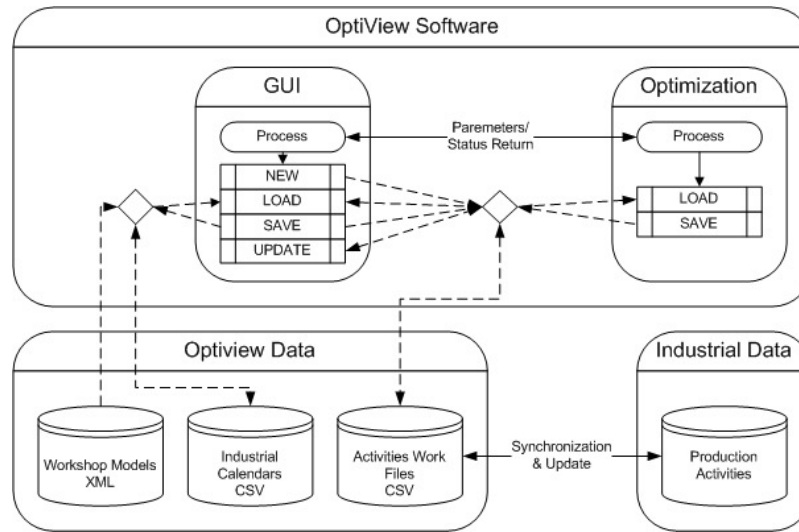 OptiView Software
GUI
Optimization
Process
Paremeters/
Status Return
Process
NEW
LOAD
SAVE
UPDATE
LOAD
SAVE
Optiview Data
Industrial Data
Workshop Models
XML
Industrial
Calendars
CSV
Activities Work
Files
CSV
Synchronization
& Update
Production
Activities